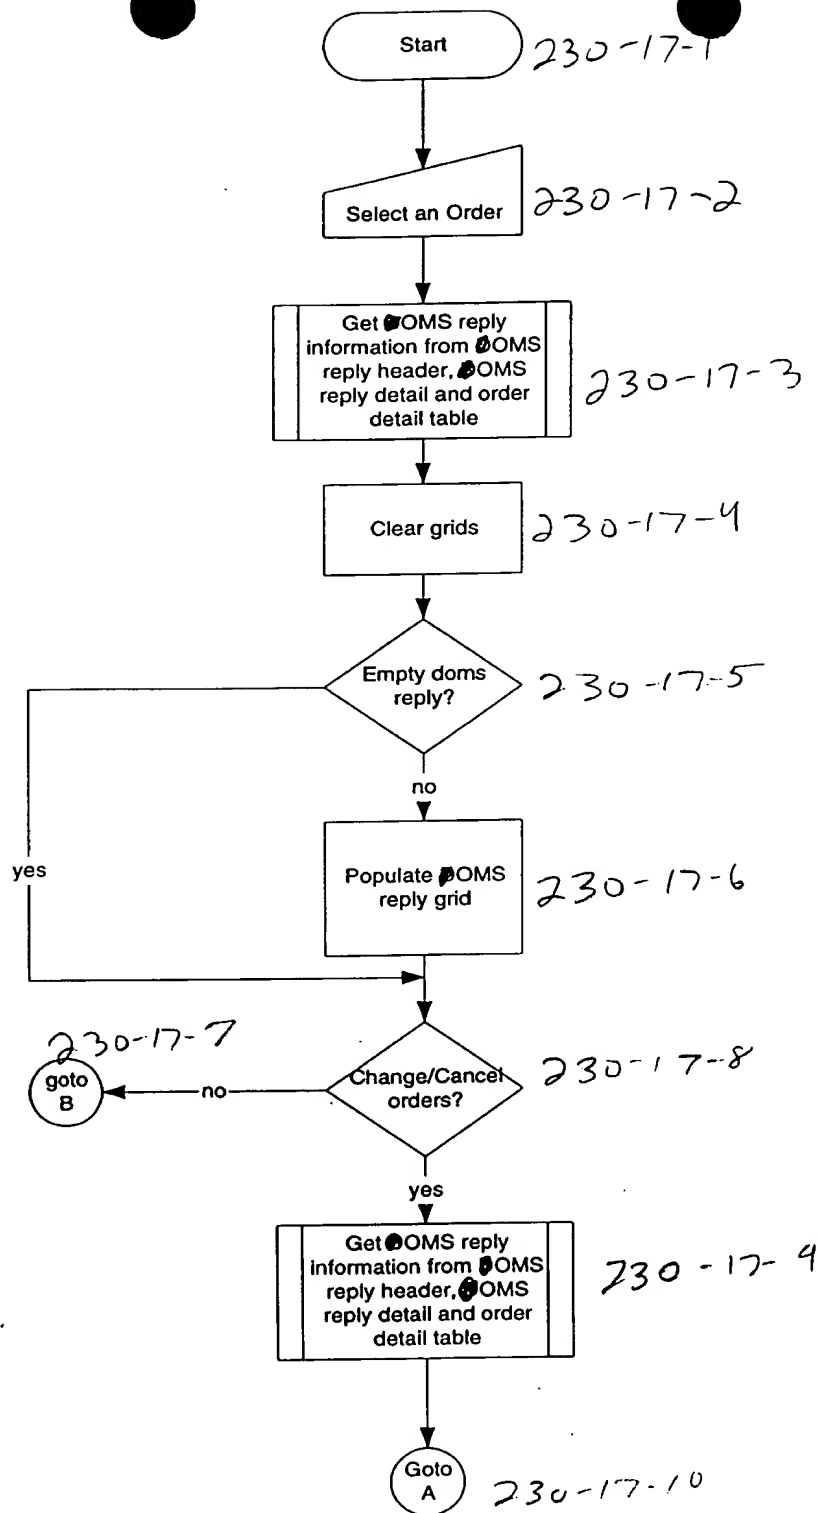 Start
230-17-1
Select an Order
230-17-2
Get OMS reply
information from OMS
reply header, OMS
reply detail and order
detail table
230-17-3
Clear grids
230-17-4
Empty doms
reply?
230-17-5
no
yes
Populate OMS
reply grid
230-17-6
230-17-7
goto
B
no
Change/Cancel
orders?
230-17-8
yes
Get OMS reply
information from OMS
reply header, OMS
reply detail and order
detail table
230-17-9
Goto
A
230-17-10